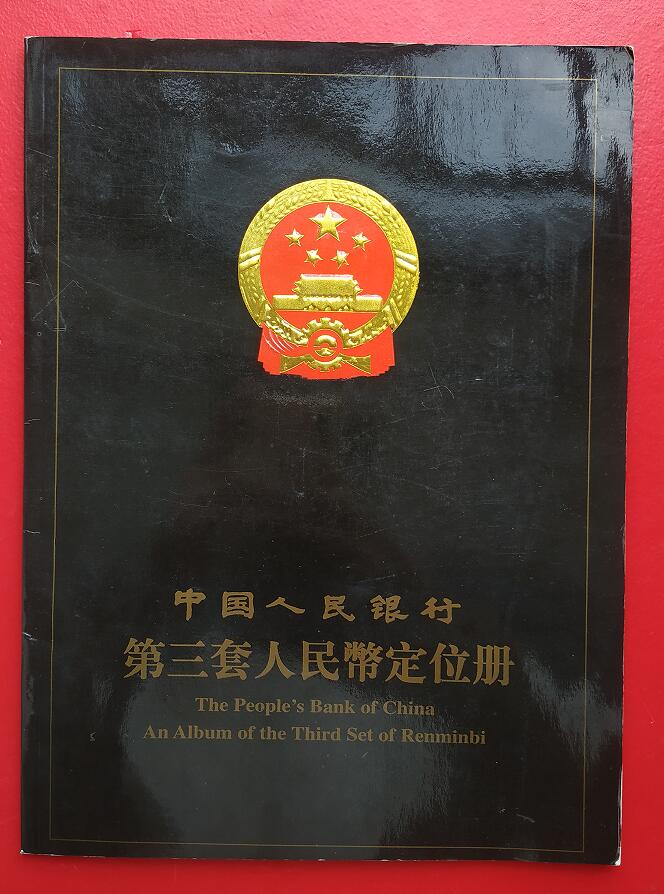 中国人民银行
第三套人民幣定位册
The People's Bank of China
An Album of the Third Set of Renminbi